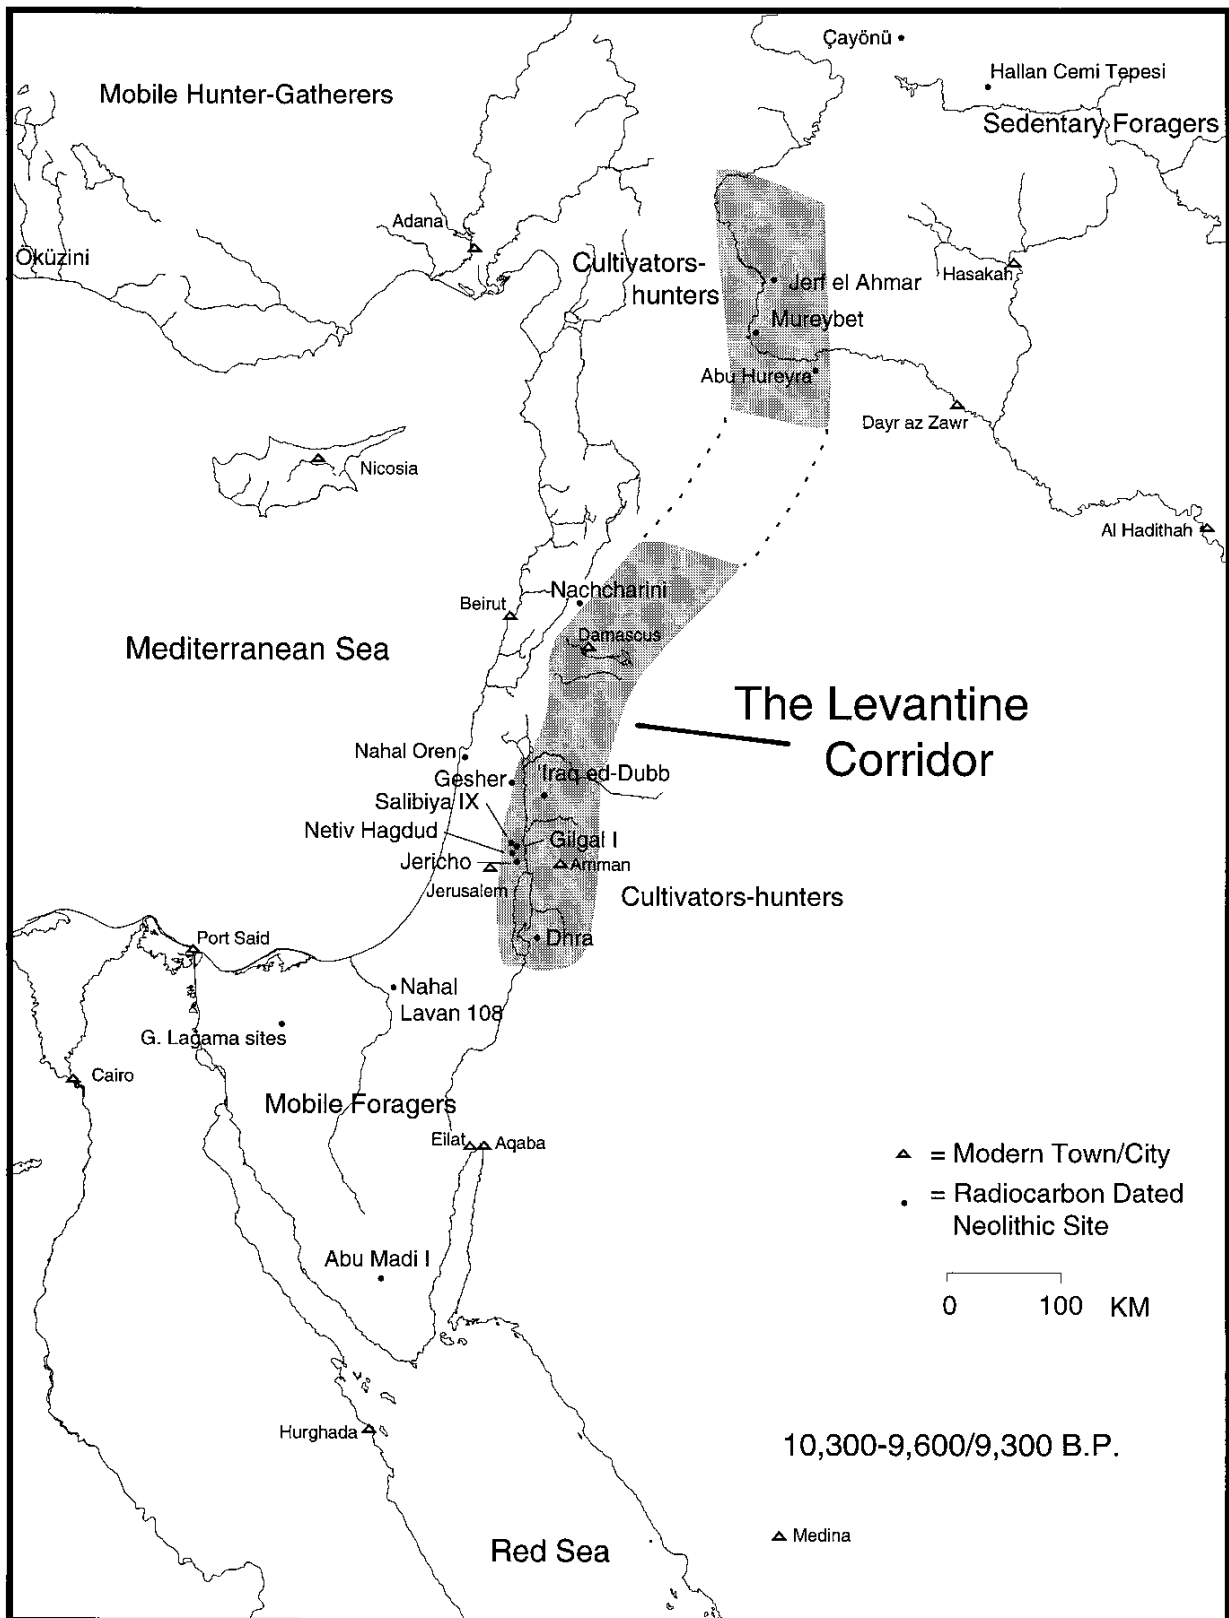 Çayönü
Hallan Cemi Tepesi
Mobile Hunter-Gatherers
Sedentary Foragers
Adana
Öküzini
Cultivators-
hunters
Hasakah
Jerf el Ahmar
Mureybet
Abu Hureyra
Dayr az Zawr
Nicosia
Al Hadithah
Nachcharini
Beirut
Damascus
Mediterranean Sea
The Levantine
Corridor
Nahal Oren
'Iraq ed-Dubb
Gesher
Salibiya IX
Netiv Hagdud
Gilgal I
Jericho
Amman
Jerusalem
Cultivators-hunters
Port Said
Dhra
Nahal
Lavan 108
G. Lagama sites
Cairo
Mobile Foragers
Eilat
Aqaba
= Modern Town/City
= Radiocarbon Dated
Neolithic Site
Abu Madi I
0 100 KM
Hurghada
10,300-9,600/9,300 B.P.
Medina
Red Sea